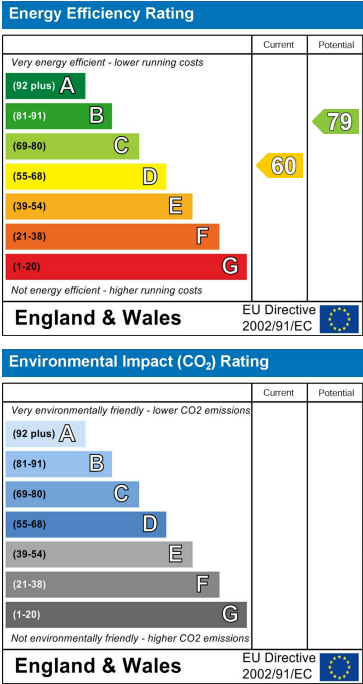 Energy Efficiency Rating
Current Potential
Very energy efficient - lower running costs
(92 plus) A
(81-91) B
(69-80) C
(55-68) D
(39-54) E
(21-38) F
(1-20) G
60
79
Not energy efficient - higher running costs
England & Wales
EU Directive
2002/91/EC
Environmental Impact (CO₂) Rating
Current Potential
Very environmentally friendly - lower CO2 emissions
(92 plus) A
(81-91) B
(69-80) C
(55-68) D
(39-54) E
(21-38) F
(1-20) G
Not environmentally friendly - higher CO2 emissions
England & Wales
EU Directive
2002/91/EC